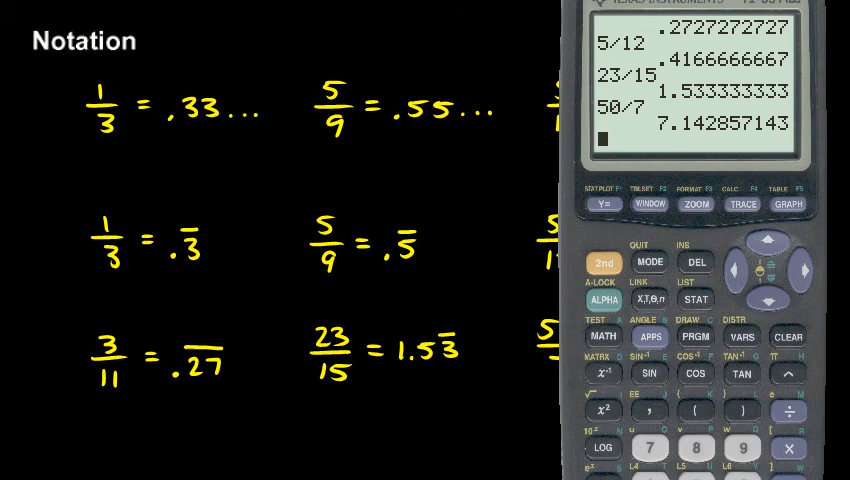 TEXAS INSTRUMENTS
Notation
1/3 = .33...
5/9 = .55...
1/3 = .3̅
5/9 = .5̅
3/11 = .2̅7̅
23/15 = 1.53̅
.2727272727
5/12
.4166666667
23/15
1.533333333
50/7
7.142857143
STAT PLOT F1 TBLSET F2 FORMAT F3 CALC F4 TABLE F5
Y= WINDOW ZOOM TRACE GRAPH
QUIT INS
2nd MODE DEL
A-LOCK LINK LIST
ALPHA X,T,Θ,n STAT
TEST A ANGLE B DRAW C DISTR
MATH APPS PRGM VARS CLEAR
MATRX D SIN⁻¹ E COS⁻¹ F TAN⁻¹ G π H
x⁻¹ SIN COS TAN ^
√ I EE J { K } L e M
x² , ( ) ÷
10ˣ N u O v P w Q [ R
LOG 7 8 9 ×
eˣ S L4 T L5 U L6 V ] W